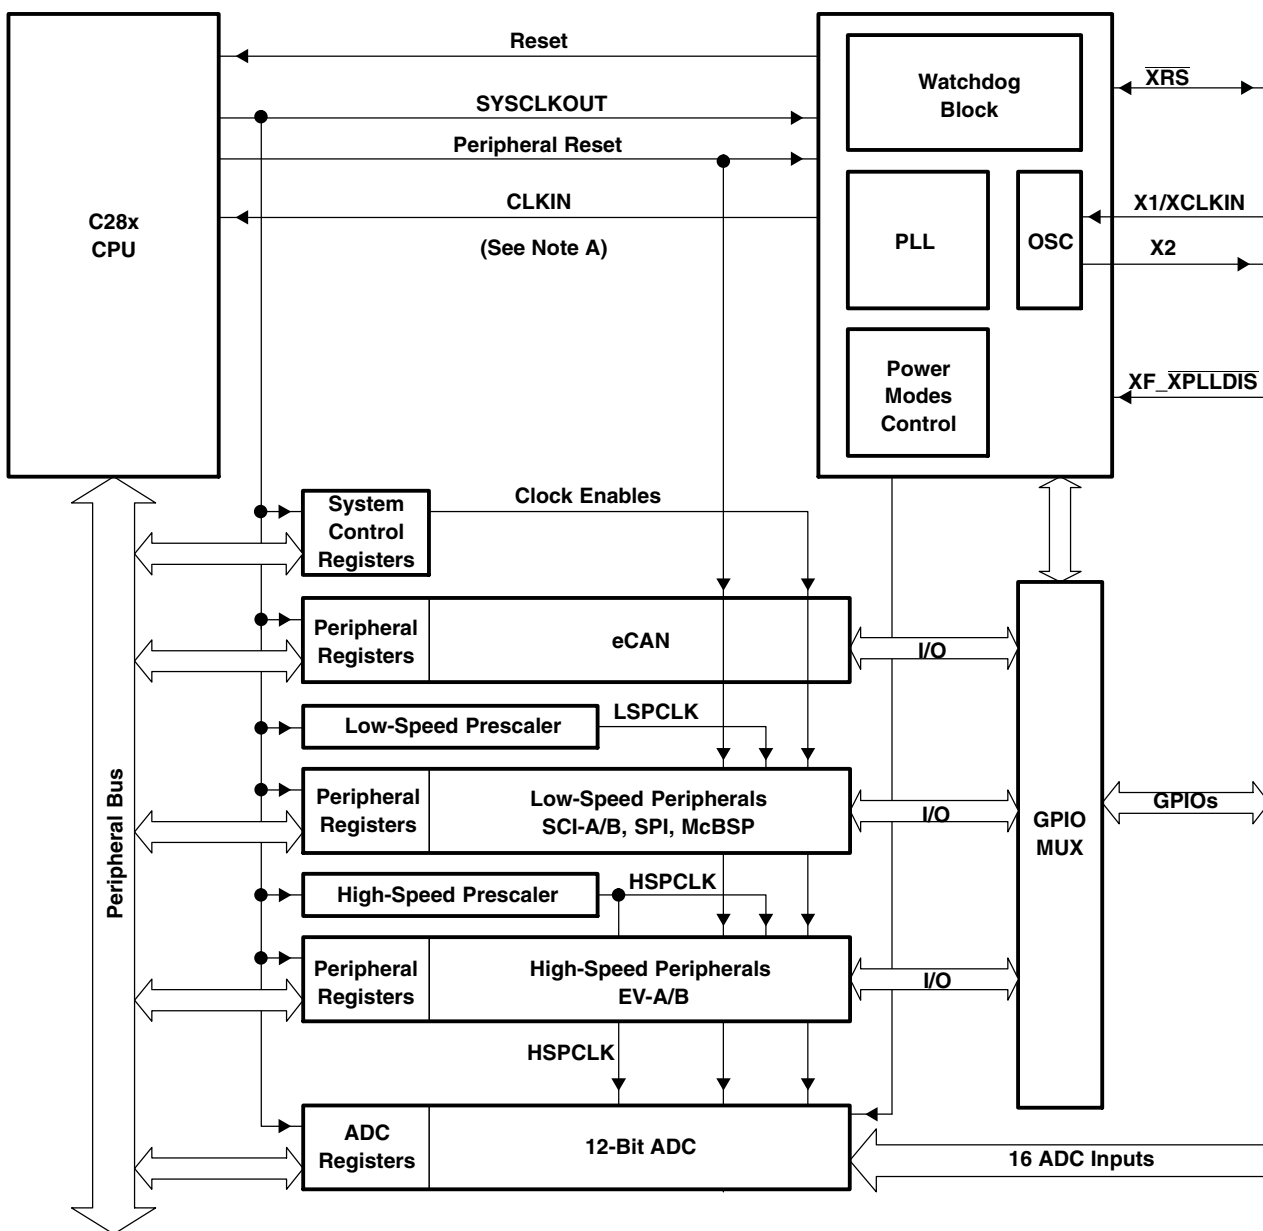 Reset
SYSCLKOUT
Peripheral Reset
CLKIN
(See Note A)
C28x
CPU
Watchdog
Block
PLL
OSC
Power
Modes
Control
XRS
X1/XCLKIN
X2
XF_XPLLDIS
System
Control
Registers
Clock Enables
Peripheral
Registers
eCAN
I/O
Low-Speed Prescaler
LSPCLK
Peripheral
Registers
Low-Speed Peripherals
SCI-A/B, SPI, McBSP
I/O
High-Speed Prescaler
HSPCLK
Peripheral
Registers
High-Speed Peripherals
EV-A/B
I/O
HSPCLK
ADC
Registers
12-Bit ADC
16 ADC Inputs
GPIO
MUX
GPIOs
Peripheral Bus